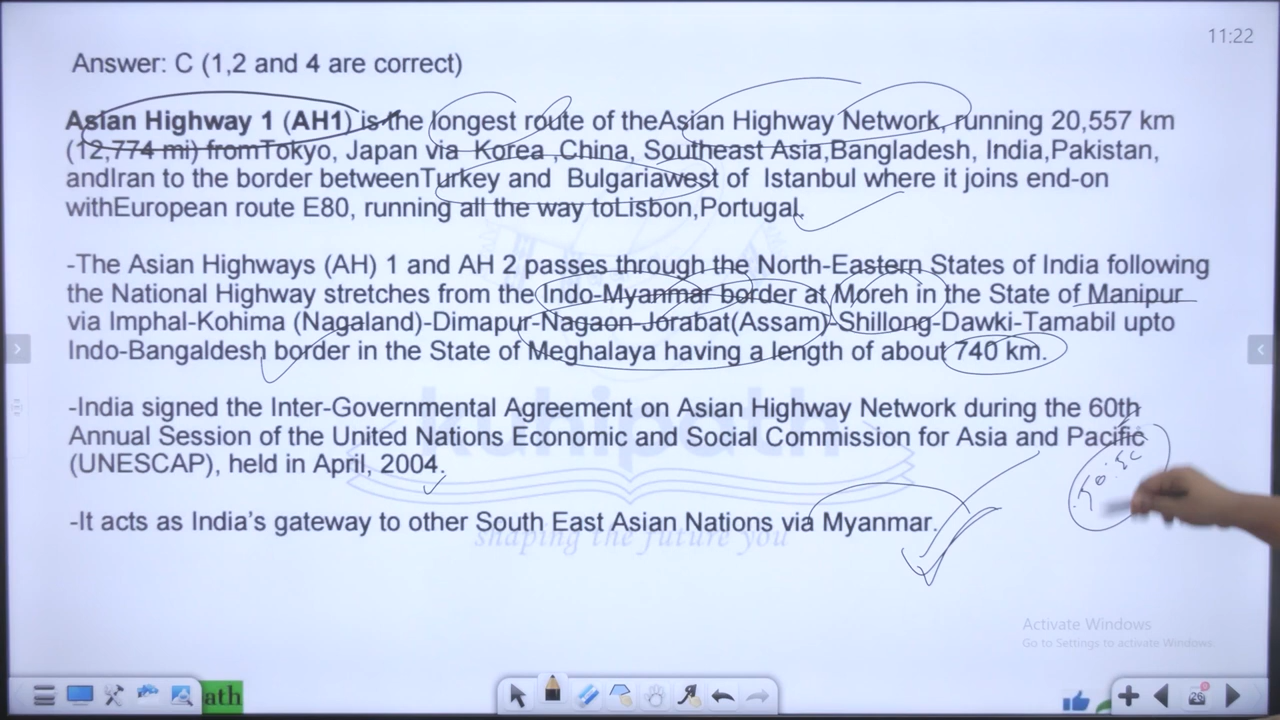 11:22
Answer: C (1,2 and 4 are correct)
Asian Highway 1 (AH1) is the longest route of theAsian Highway Network, running 20,557 km
(12,774 mi) fromTokyo, Japan via Korea ,China, Southeast Asia,Bangladesh, India,Pakistan,
andIran to the border betweenTurkey and Bulgariawest of Istanbul where it joins end-on
withEuropean route E80, running all the way toLisbon,Portugal.
-The Asian Highways (AH) 1 and AH 2 passes through the North-Eastern States of India following
the National Highway stretches from the Indo-Myanmar border at Moreh in the State of Manipur
via Imphal-Kohima (Nagaland)-Dimapur-Nagaon-Jorabat(Assam)-Shillong-Dawki-Tamabil upto
Indo-Bangaldesh border in the State of Meghalaya having a length of about 740 km.
kuhipath
-India signed the Inter-Governmental Agreement on Asian Highway Network during the 60th
Annual Session of the United Nations Economic and Social Commission for Asia and Pacific
(UNESCAP), held in April, 2004.
-It acts as India's gateway to other South East Asian Nations via Myanmar.
shaping the future you
Activate Windows
Go to Settings to activate Windows.
ath
26